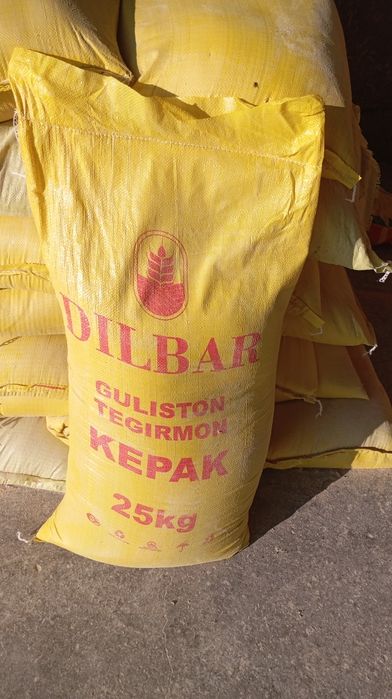 DILBAR
GULISTON
TEGIRMON
KEPAK
25kg